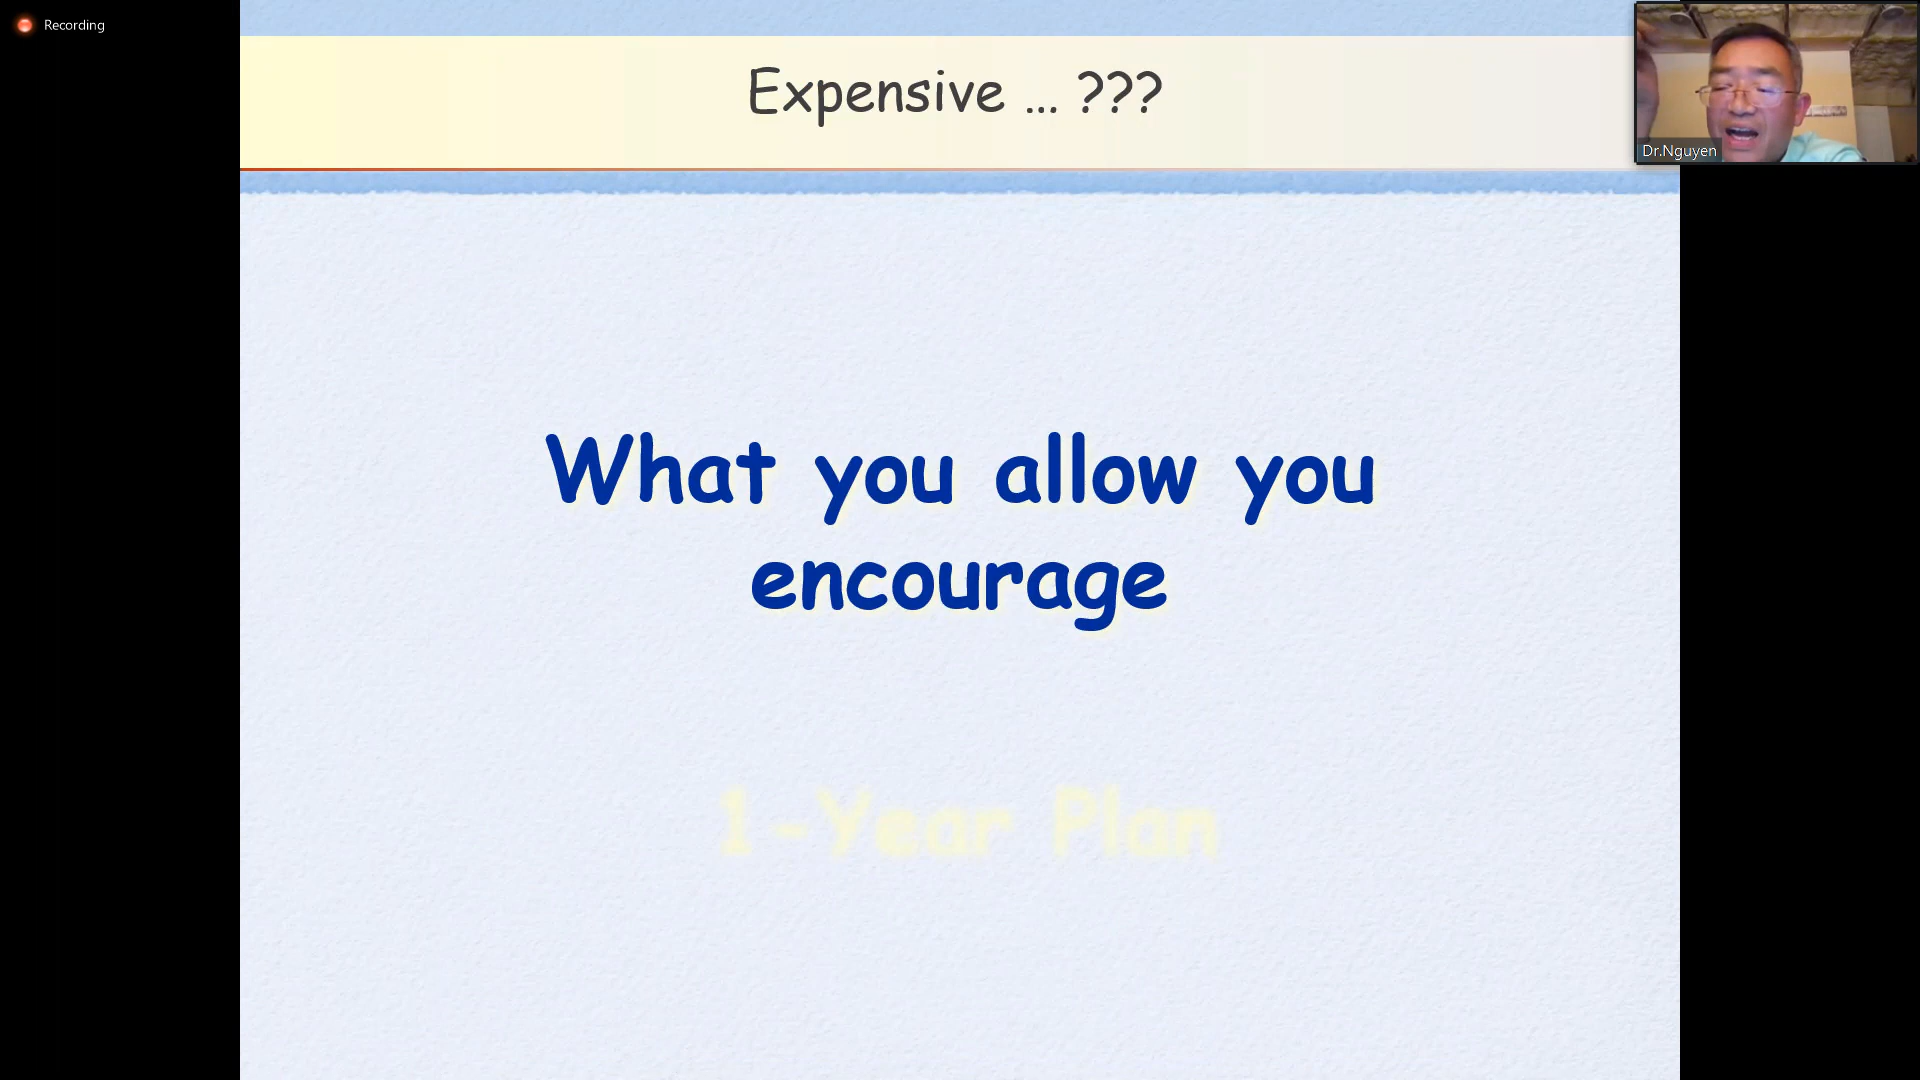 Recording
Expensive ... ???
Dr.Nguyen
What you allow you
encourage
1-Year Plan